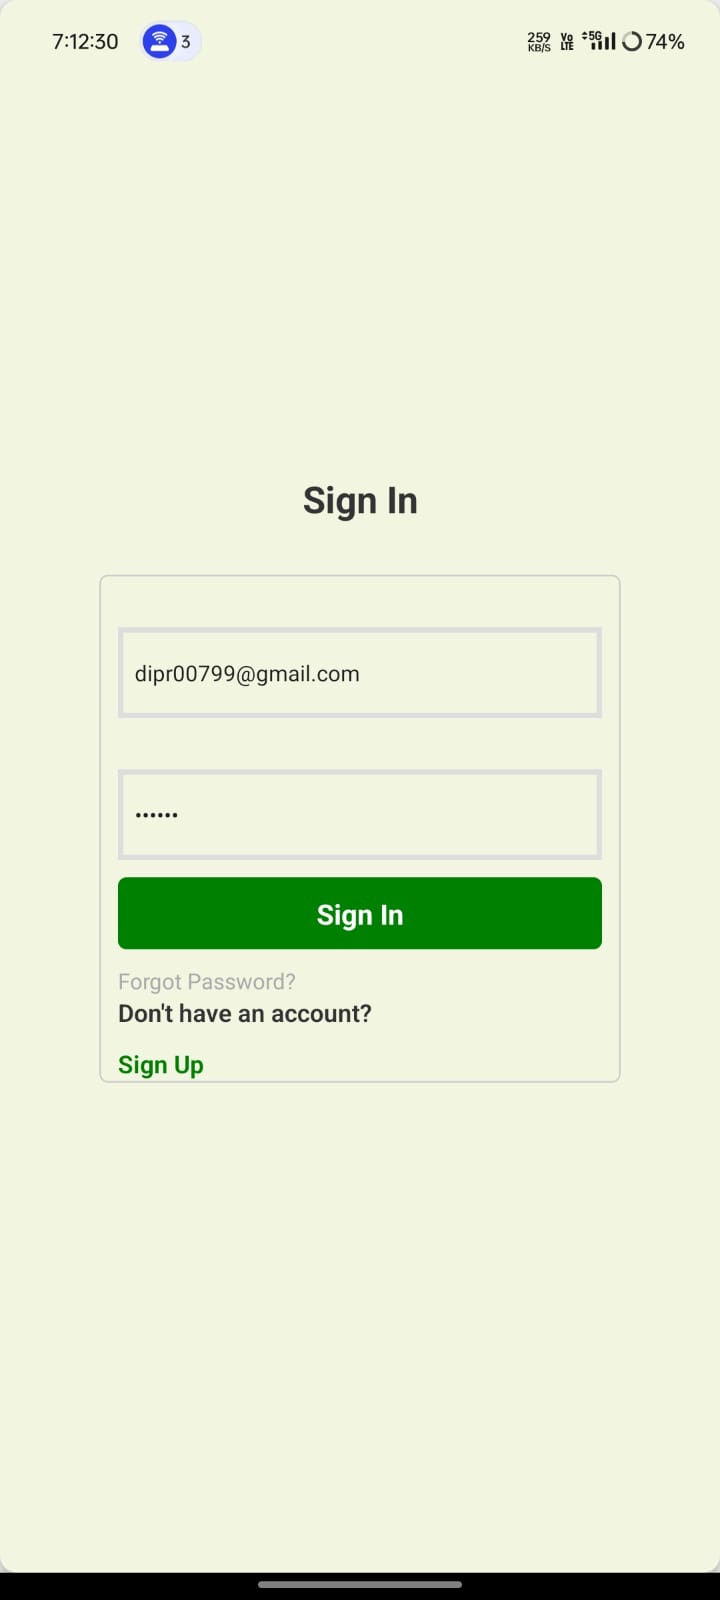 7:12:30 3 259 KB/S Vo LTE 5G 74%
Sign In
dipr00799@gmail.com
••••••
Sign In
Forgot Password?
Don't have an account?
Sign Up